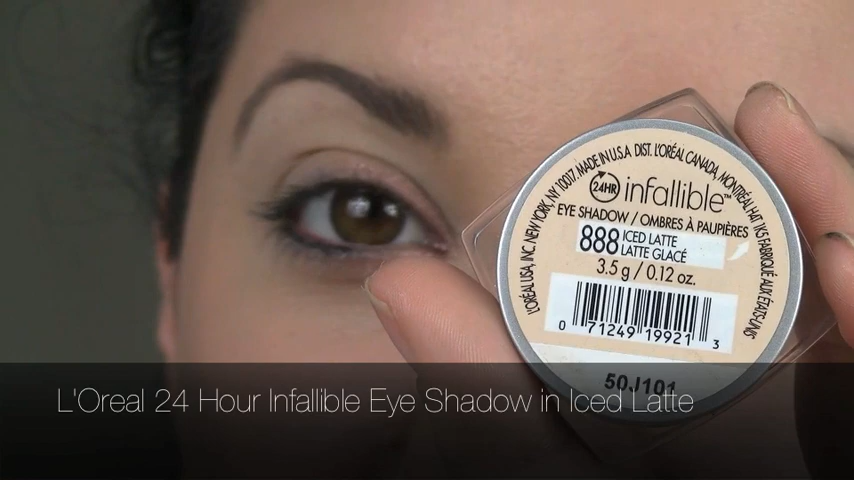 L'ORÉAL USA, INC. NEW YORK, NY 10017. MADE IN U.S.A DIST. L'ORÉAL CANADA, MONTRÉAL H4T 1K5 FABRIQUÉ AUX ÉTATS-UNIS
24HR infallible™
EYE SHADOW / OMBRES À PAUPIÈRES
888 ICED LATTE
LATTE GLACÉ
3.5 g / 0.12 oz.
0 71249 19921 3
50J101
L'Oreal 24 Hour Infallible Eye Shadow in Iced Latte